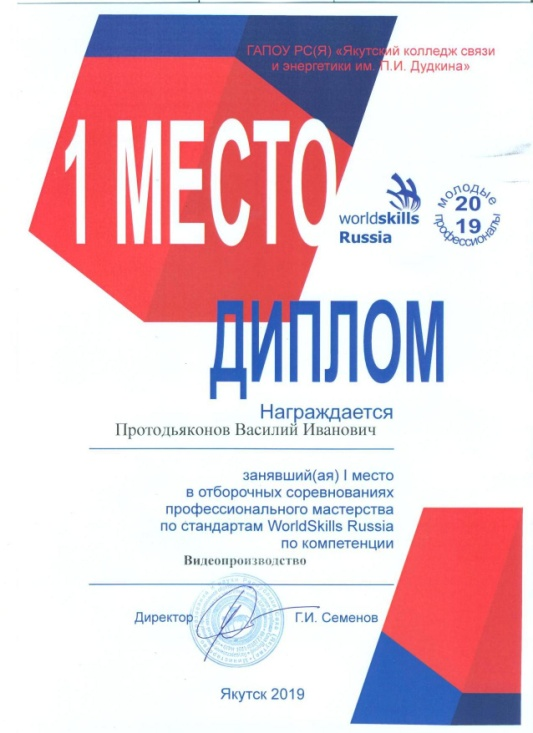 ГАПОУ РС(Я) «Якутский колледж связи
и энергетики им. П.И. Дудкина»
1 МЕСТО
worldskills
Russia
молодые
20
19
профессионалы
ДИПЛОМ
Награждается
Протодьяконов Василий Иванович
занявший(ая) I место
в отборочных соревнованиях
профессионального мастерства
по стандартам WorldSkills Russia
по компетенции
Видеопроизводство
Директор Г.И. Семенов
Якутск 2019